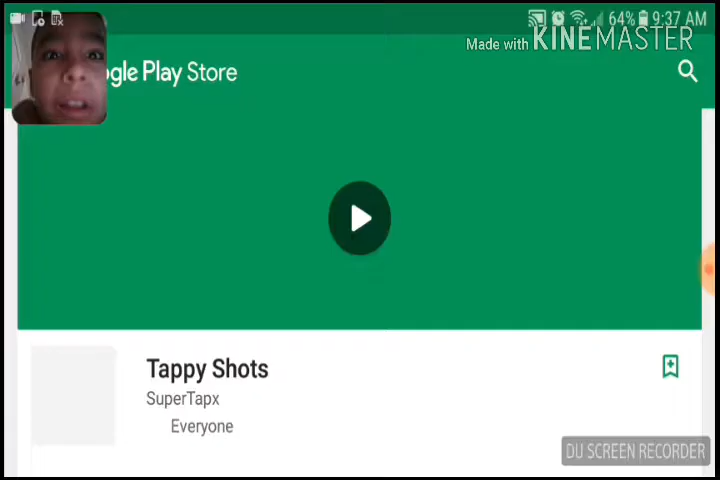 64% 9:37 AM
Made with KINEMASTER
ogle Play Store
Tappy Shots
SuperTapx
Everyone
DU SCREEN RECORDER